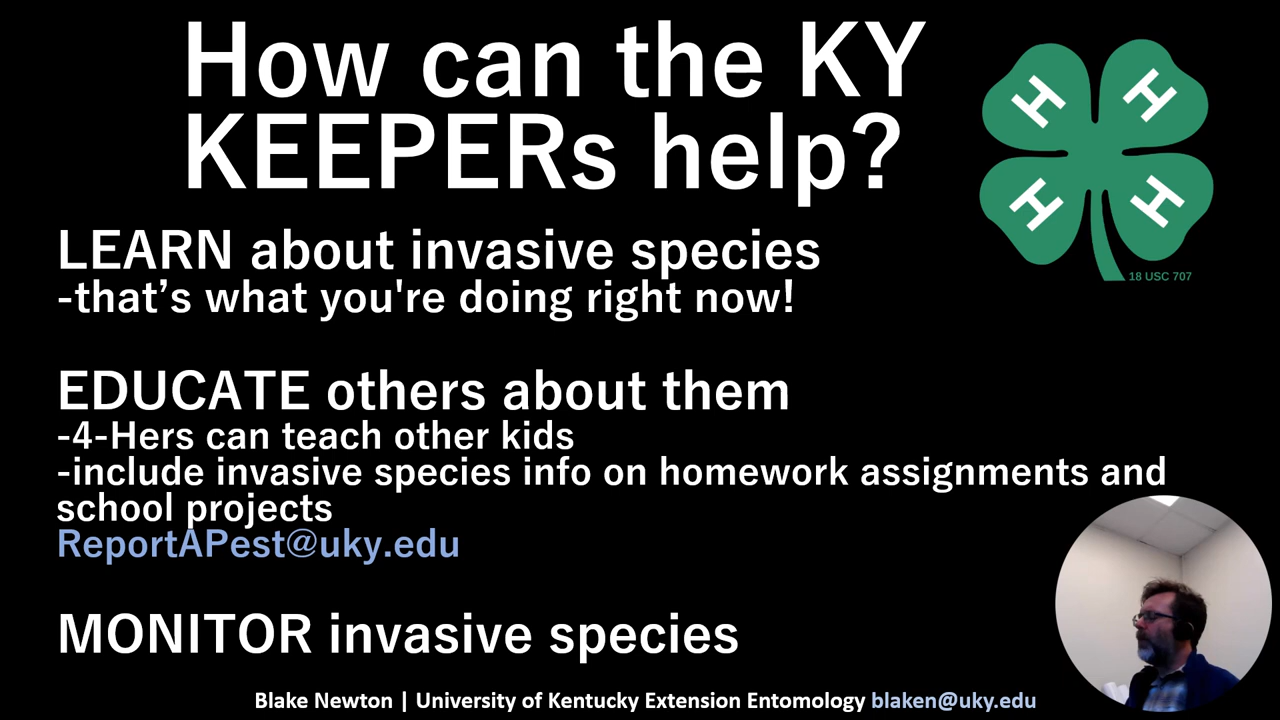 How can the KY
KEEPERs help?
H H
H H
18 USC 707
LEARN about invasive species
-that’s what you're doing right now!
EDUCATE others about them
-4-Hers can teach other kids
-include invasive species info on homework assignments and
school projects
ReportAPest@uky.edu
MONITOR invasive species
Blake Newton | University of Kentucky Extension Entomology blaken@uky.edu